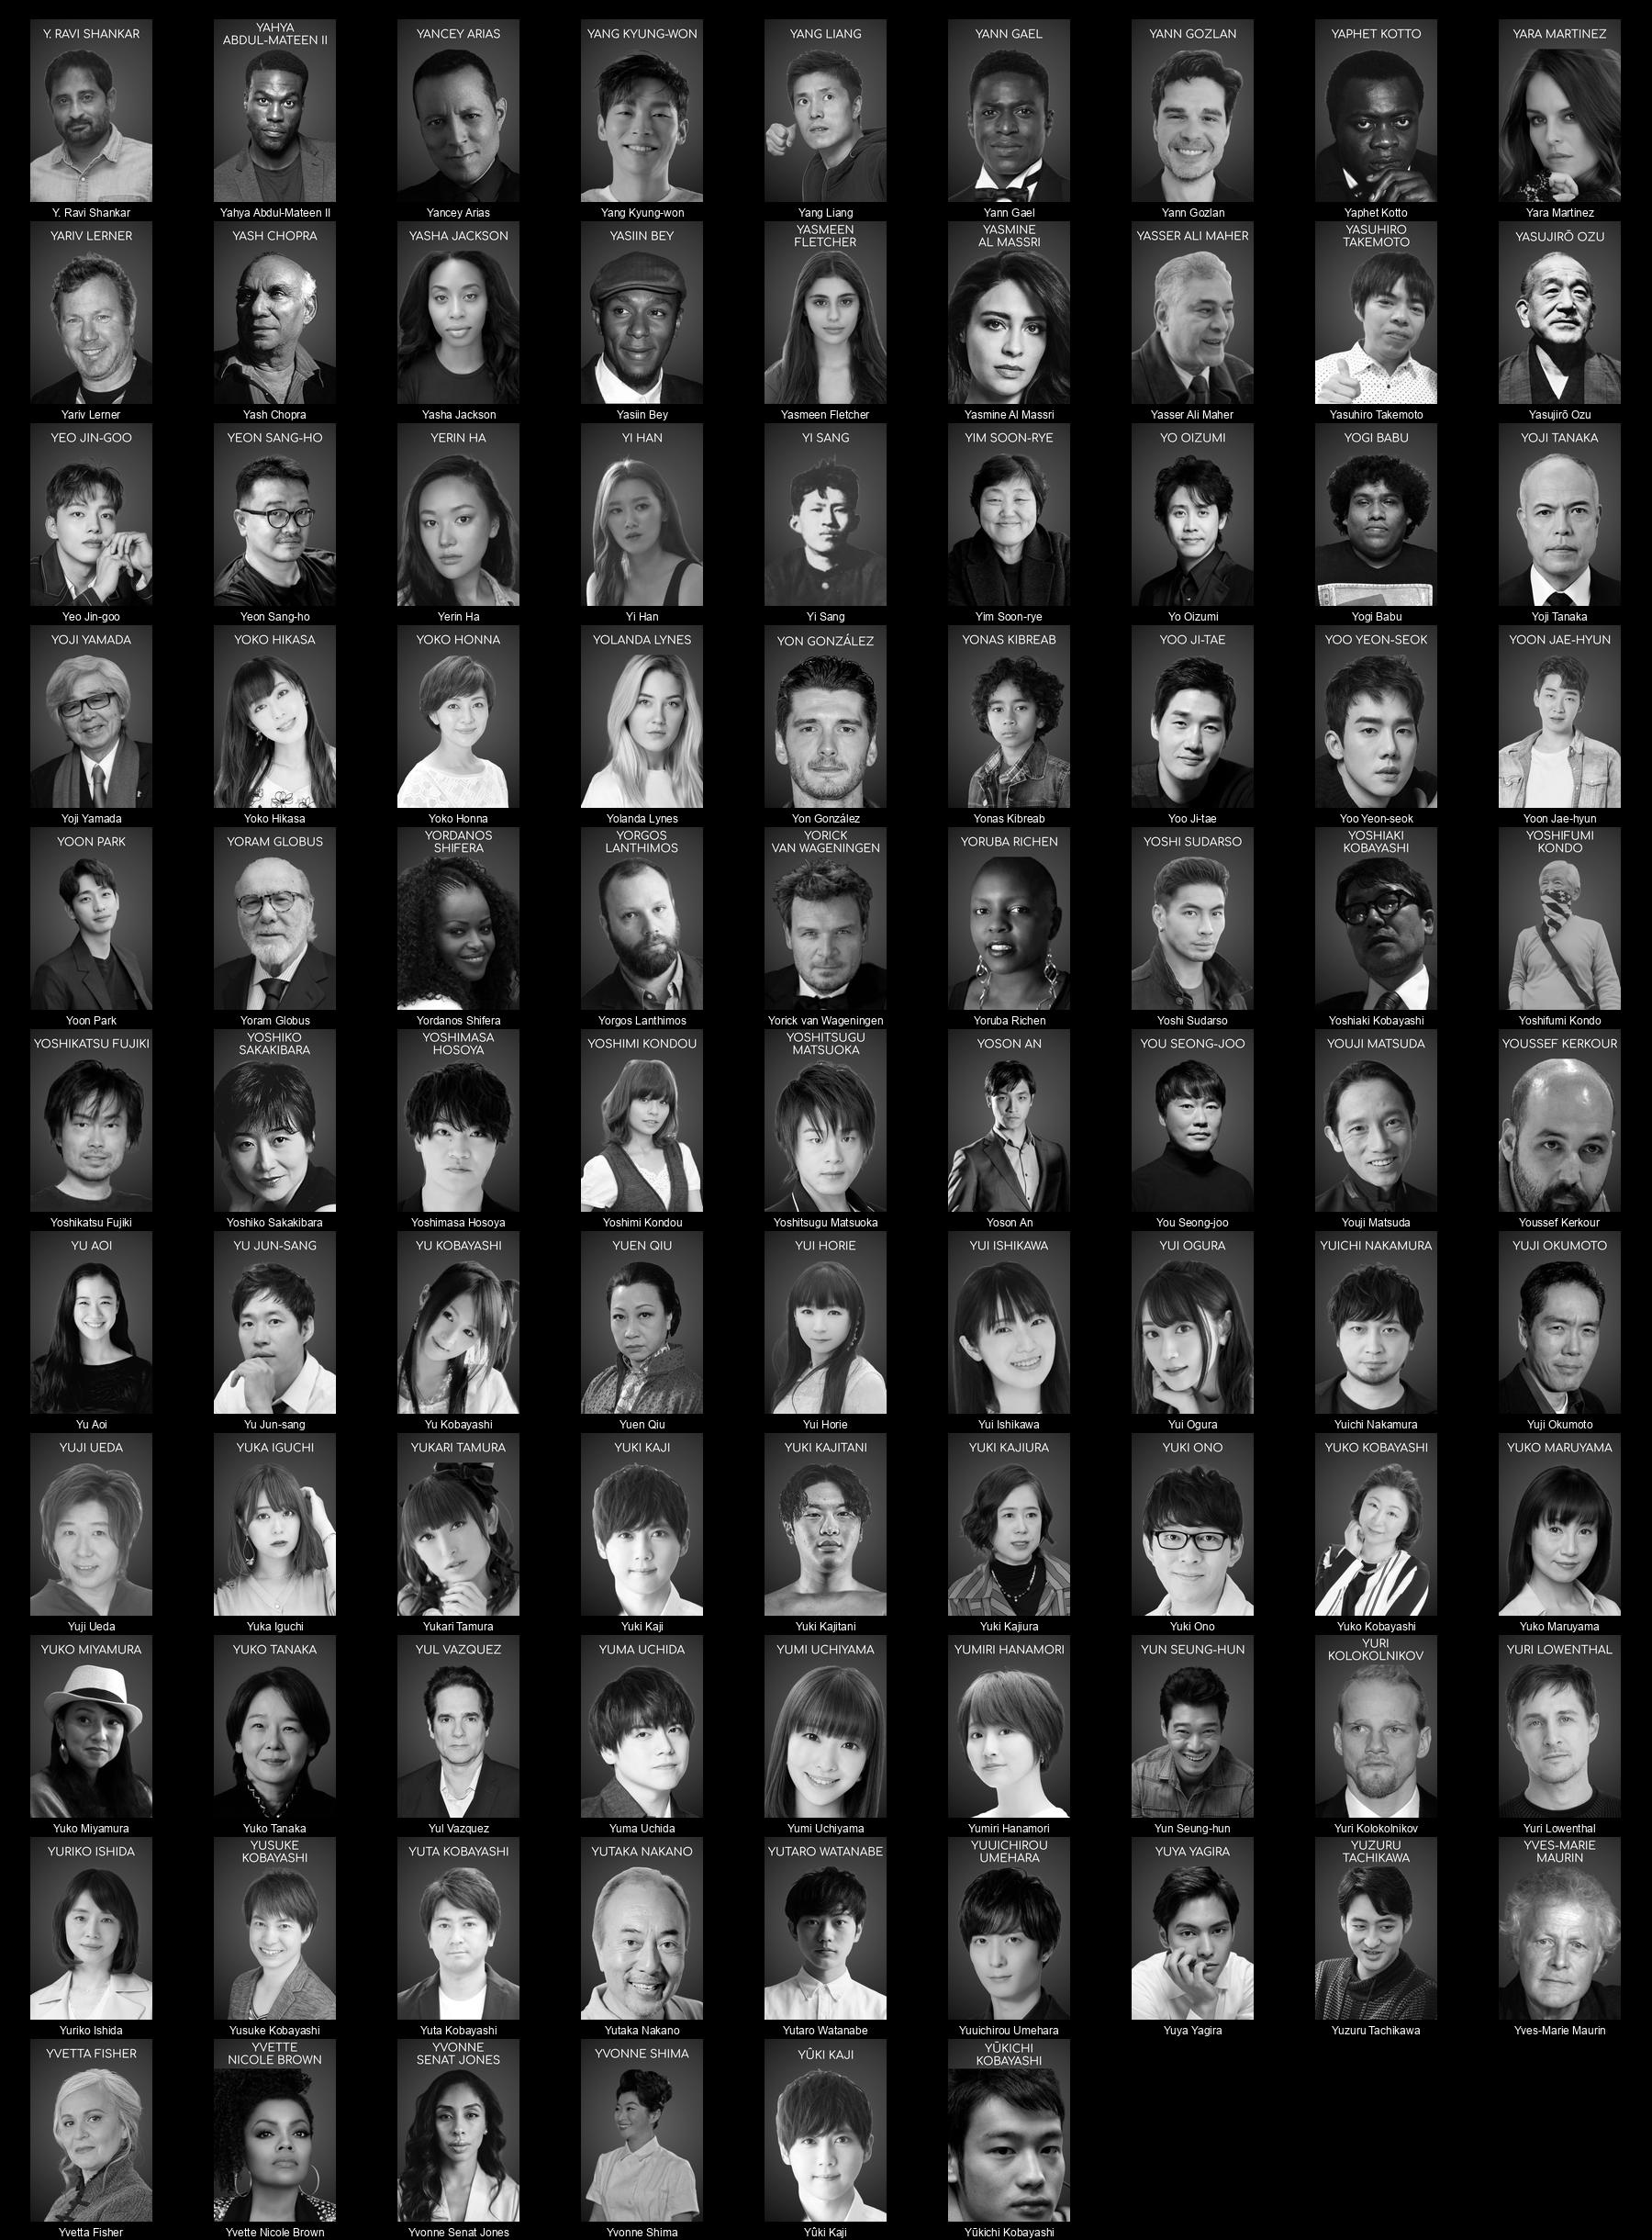 Y. RAVI SHANKAR
YAHYA
ABDUL-MATEEN II
YANCEY ARIAS
YANG KYUNG-WON
YANG LIANG
YANN GAEL
YANN GOZLAN
YAPHET KOTTO
YARA MARTINEZ
Y. Ravi Shankar
Yahya Abdul-Mateen II
Yancey Arias
Yang Kyung-won
Yang Liang
Yann Gael
Yann Gozlan
Yaphet Kotto
Yara Martinez
YARIV LERNER
YASH CHOPRA
YASHA JACKSON
YASIIN BEY
YASMEEN
FLETCHER
YASMINE
AL MASSRI
YASSER ALI MAHER
YASUHIRO
TAKEMOTO
YASUJIRŌ OZU
Yariv Lerner
Yash Chopra
Yasha Jackson
Yasiin Bey
Yasmeen Fletcher
Yasmine Al Massri
Yasser Ali Maher
Yasuhiro Takemoto
Yasujirō Ozu
YEO JIN-GOO
YEON SANG-HO
YERIN HA
YI HAN
YI SANG
YIM SOON-RYE
YO OIZUMI
YOGI BABU
YOJI TANAKA
Yeo Jin-goo
Yeon Sang-ho
Yerin Ha
Yi Han
Yi Sang
Yim Soon-rye
Yo Oizumi
Yogi Babu
Yoji Tanaka
YOJI YAMADA
YOKO HIKASA
YOKO HONNA
YOLANDA LYNES
YON GONZÁLEZ
YONAS KIBREAB
YOO JI-TAE
YOO YEON-SEOK
YOON JAE-HYUN
Yoji Yamada
Yoko Hikasa
Yoko Honna
Yolanda Lynes
Yon González
Yonas Kibreab
Yoo Ji-tae
Yoo Yeon-seok
Yoon Jae-hyun
YOON PARK
YORAM GLOBUS
YORDANOS
SHIFERA
YORGOS
LANTHIMOS
YORICK
VAN WAGENINGEN
YORUBA RICHEN
YOSHI SUDARSO
YOSHIAKI
KOBAYASHI
YOSHIFUMI
KONDO
Yoon Park
Yoram Globus
Yordanos Shifera
Yorgos Lanthimos
Yorick van Wageningen
Yoruba Richen
Yoshi Sudarso
Yoshiaki Kobayashi
Yoshifumi Kondo
YOSHIKATSU FUJIKI
YOSHIKO
SAKAKIBARA
YOSHIMASA
HOSOYA
YOSHIMI KONDOU
YOSHITSUGU
MATSUOKA
YOSON AN
YOU SEONG-JOO
YOUJI MATSUDA
YOUSSEF KERKOUR
Yoshikatsu Fujiki
Yoshiko Sakakibara
Yoshimasa Hosoya
Yoshimi Kondou
Yoshitsugu Matsuoka
Yoson An
You Seong-joo
Youji Matsuda
Youssef Kerkour
YU AOI
YU JUN-SANG
YU KOBAYASHI
YUEN QIU
YUI HORIE
YUI ISHIKAWA
YUI OGURA
YUICHI NAKAMURA
YUJI OKUMOTO
Yu Aoi
Yu Jun-sang
Yu Kobayashi
Yuen Qiu
Yui Horie
Yui Ishikawa
Yui Ogura
Yuichi Nakamura
Yuji Okumoto
YUJI UEDA
YUKA IGUCHI
YUKARI TAMURA
YUKI KAJI
YUKI KAJITANI
YUKI KAJIURA
YUKI ONO
YUKO KOBAYASHI
YUKO MARUYAMA
Yuji Ueda
Yuka Iguchi
Yukari Tamura
Yuki Kaji
Yuki Kajitani
Yuki Kajiura
Yuki Ono
Yuko Kobayashi
Yuko Maruyama
YUKO MIYAMURA
YUKO TANAKA
YUL VAZQUEZ
YUMA UCHIDA
YUMI UCHIYAMA
YUMIRI HANAMORI
YUN SEUNG-HUN
YURI
KOLOKOLNIKOV
YURI LOWENTHAL
Yuko Miyamura
Yuko Tanaka
Yul Vazquez
Yuma Uchida
Yumi Uchiyama
Yumiri Hanamori
Yun Seung-hun
Yuri Kolokolnikov
Yuri Lowenthal
YURIKO ISHIDA
YUSUKE
KOBAYASHI
YUTA KOBAYASHI
YUTAKA NAKANO
YUTARO WATANABE
YUUICHIROU
UMEHARA
YUYA YAGIRA
YUZURU
TACHIKAWA
YVES-MARIE
MAURIN
Yuriko Ishida
Yusuke Kobayashi
Yuta Kobayashi
Yutaka Nakano
Yutaro Watanabe
Yuuichirou Umehara
Yuya Yagira
Yuzuru Tachikawa
Yves-Marie Maurin
YVETTA FISHER
YVETTE
NICOLE BROWN
YVONNE
SENAT JONES
YVONNE SHIMA
YÛKI KAJI
YŪKICHI
KOBAYASHI
Yvetta Fisher
Yvette Nicole Brown
Yvonne Senat Jones
Yvonne Shima
Yûki Kaji
Yūkichi Kobayashi